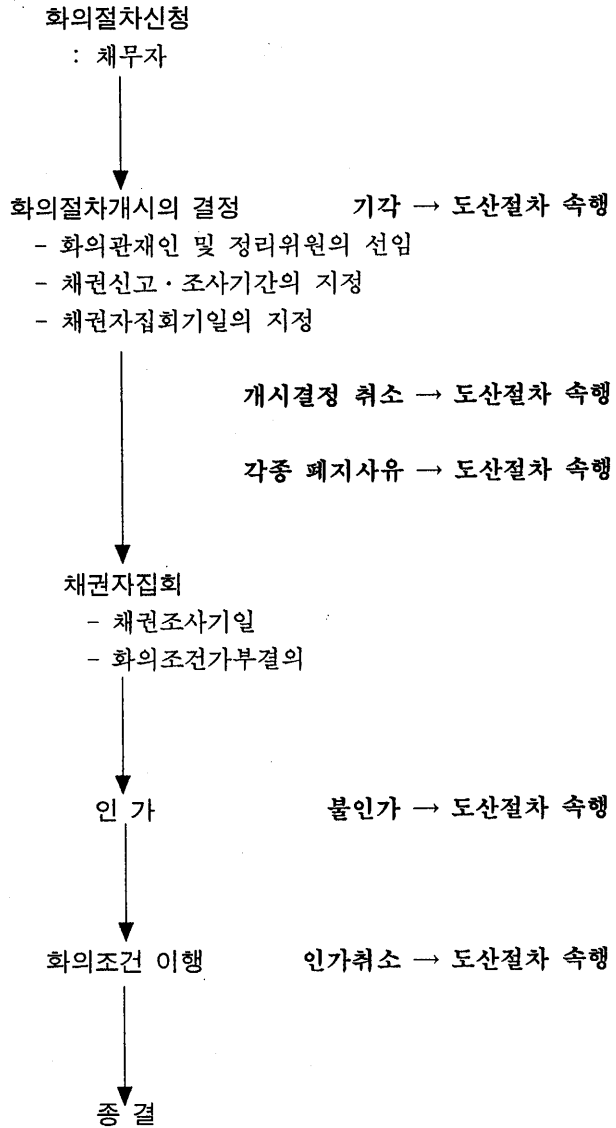 화의절차신청
: 채무자
화의절차개시의 결정 기각 → 도산절차 속행
- 화의관재인 및 정리위원의 선임
- 채권신고·조사기간의 지정
- 채권자집회기일의 지정
개시결정 취소 → 도산절차 속행
각종 폐지사유 → 도산절차 속행
채권자집회
- 채권조사기일
- 화의조건가부결의
인 가 불인가 → 도산절차 속행
화의조건 이행 인가취소 → 도산절차 속행
종 결